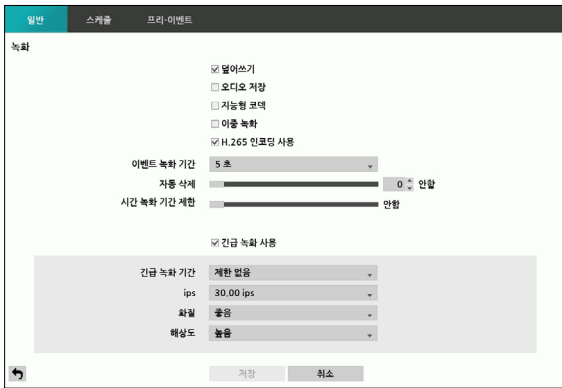 일반 스케줄 프리-이벤트
녹화
덮어쓰기
오디오 저장
지능형 코덱
이중 녹화
H.265 인코딩 사용
이벤트 녹화 기간 5 초
자동 삭제 0 안함
시간 녹화 기간 제한 안함
긴급 녹화 사용
긴급 녹화 기간 제한 없음
ips 30.00 ips
화질 좋음
해상도 높음
저장 취소